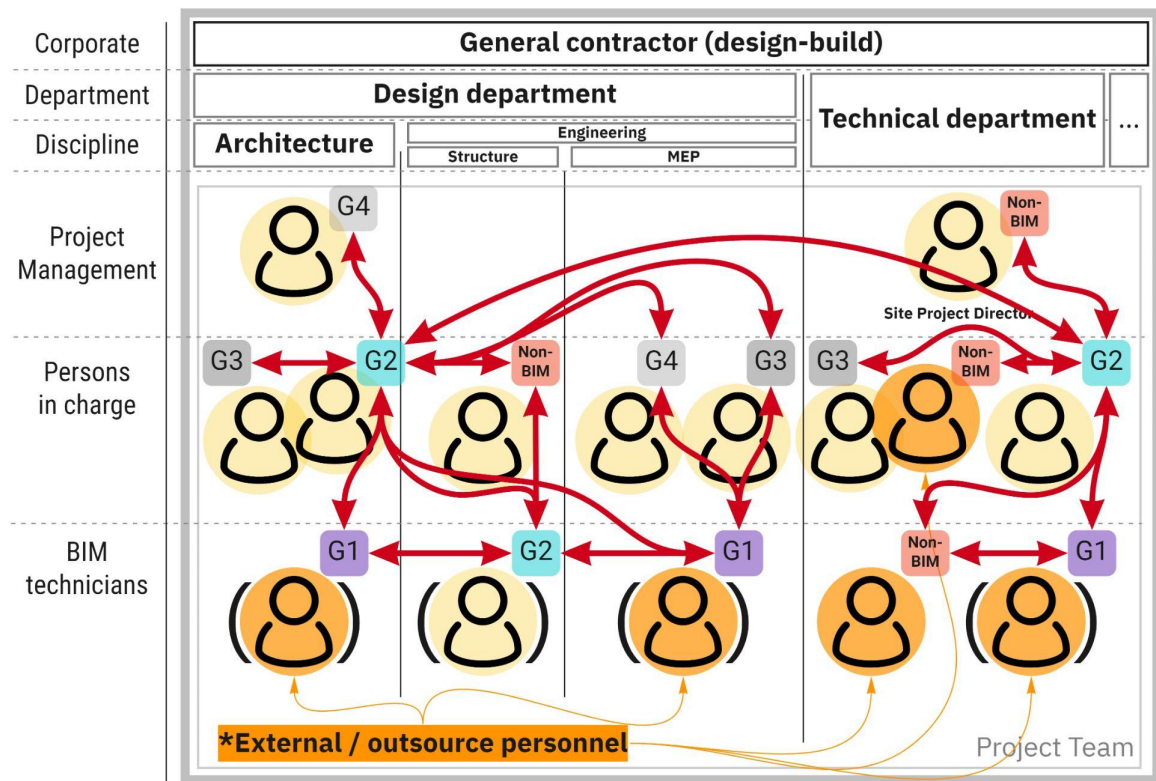 Corporate
General contractor (design-build)
Department
Design department
Technical department
...
Discipline
Architecture
Engineering
Structure
MEP
Project
Management
G4
Non-
BIM
Site Project Director
Persons
in charge
G3
G2
Non-
BIM
G4
G3
G3
Non-
BIM
G2
BIM
technicians
G1
G2
G1
Non-
BIM
G1
( )
( )
( )
( )
*External / outsource personnel
Project Team